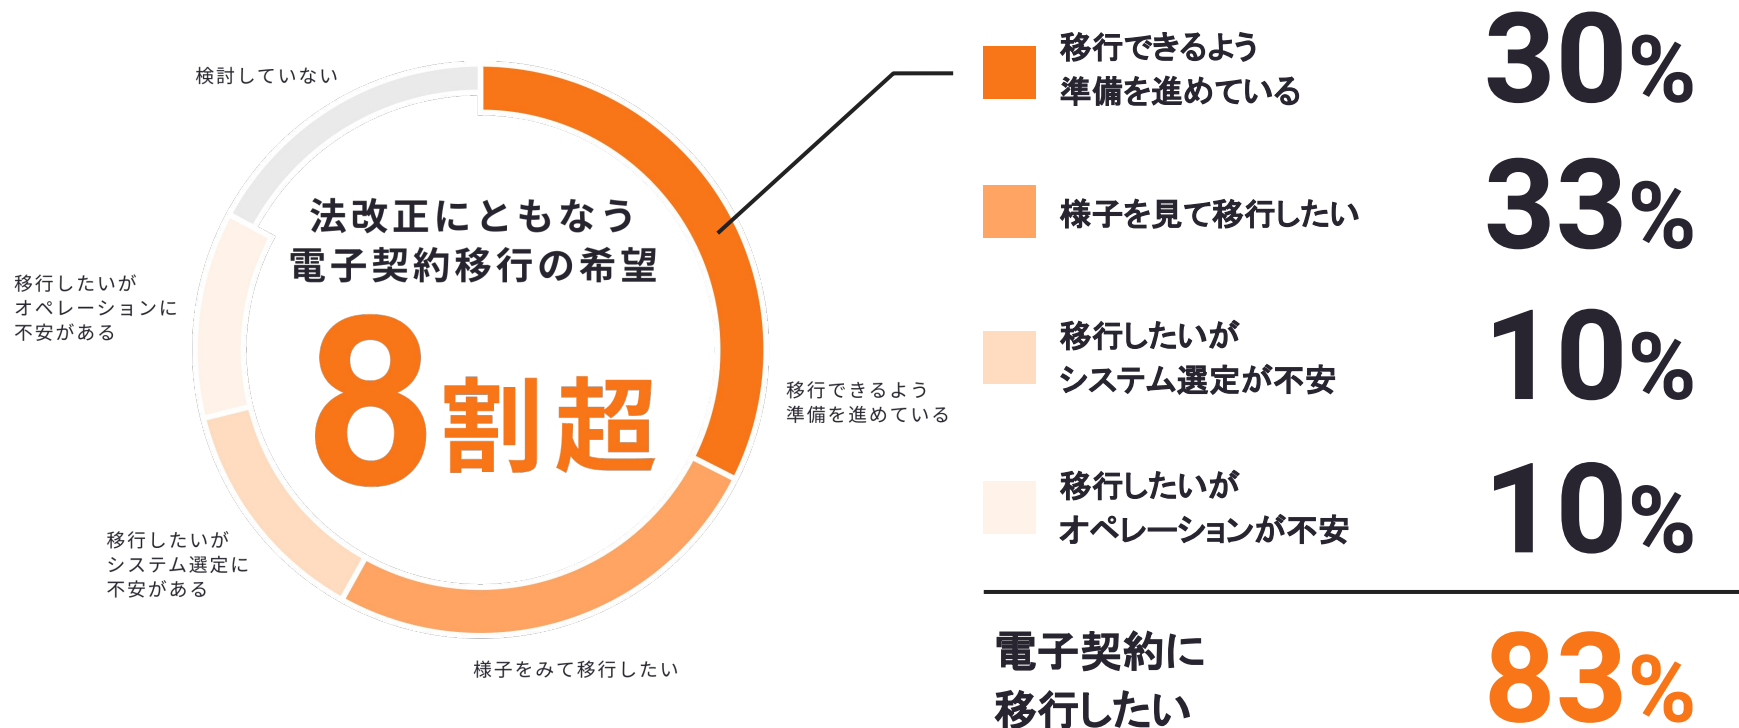 検討していない
移行したいが
オペレーションに
不安がある
移行したいが
システム選定に
不安がある
様子をみて移行したい
移行できるよう
準備を進めている
法改正にともなう
電子契約移行の希望
8割超
移行できるよう
準備を進めている
30%
様子を見て移行したい
33%
移行したいが
システム選定が不安
10%
移行したいが
オペレーションが不安
10%
電子契約に
移行したい
83%